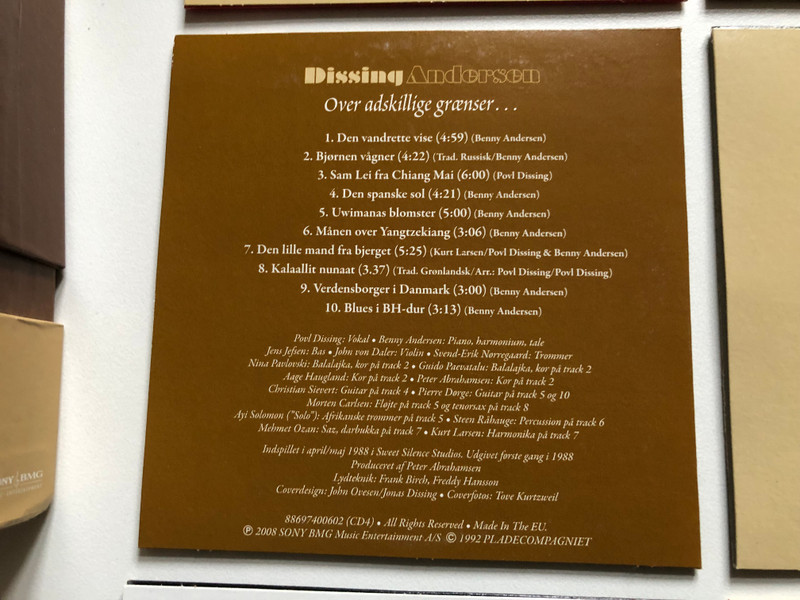 Dissing Andersen
Over adskillige grænser...
1. Den vandrette vise (4:59) (Benny Andersen)
2. Bjørnen vågner (4:22) (Trad. Russisk/Benny Andersen)
3. Sam Lei fra Chiang Mai (6:00) (Povl Dissing)
4. Den spanske sol (4:21) (Benny Andersen)
5. Uwimanas blomster (5:00) (Benny Andersen)
6. Månen over Yangtzekiang (3:06) (Benny Andersen)
7. Den lille mand fra bjerget (5:25) (Kurt Larsen/Povl Dissing & Benny Andersen)
8. Kalaallit nunaat (3.37) (Trad. Grønlandsk/Arr.: Povl Dissing/Povl Dissing)
9. Verdensborger i Danmark (3:00) (Benny Andersen)
10. Blues i BH-dur (3:13) (Benny Andersen)
Povl Dissing: Vokal • Benny Andersen: Piano, harmonium, tale
Jens Jefsen: Bas • John von Daler: Violin • Svend-Erik Nørregaard: Trommer
Nina Pavlovski: Balalajka, kor på track 2 • Guido Paevatalu: Balalajka, kor på track 2
Aage Haugland: Kor på track 2 • Peter Abrahamsen: Kor på track 2
Christian Sievert: Guitar på track 4 • Pierre Dørge: Guitar på track 5 og 10
Morten Carlsen: Fløjte på track 5 og tenorsax på track 8
Ayi Solomon ("Solo"): Afrikanske trommer på track 5 • Steen Råhauge: Percussion på track 6
Mehmet Ozan: Saz, darbukka på track 7 • Kurt Larsen: Harmonika på track 7
Indspillet i april/maj 1988 i Sweet Silence Studios. Udgivet første gang i 1988
Produceret af Peter Abrahamsen
Lydteknik: Frank Birch, Freddy Hansson
Coverdesign: John Ovesen/Jonas Dissing • Coverfotos: Tove Kurtzweil
88697400602 (CD4) • All Rights Reserved • Made In The EU.
℗ 2008 SONY BMG Music Entertainment A/S © 1992 PLADECOMPAGNIET
BMG